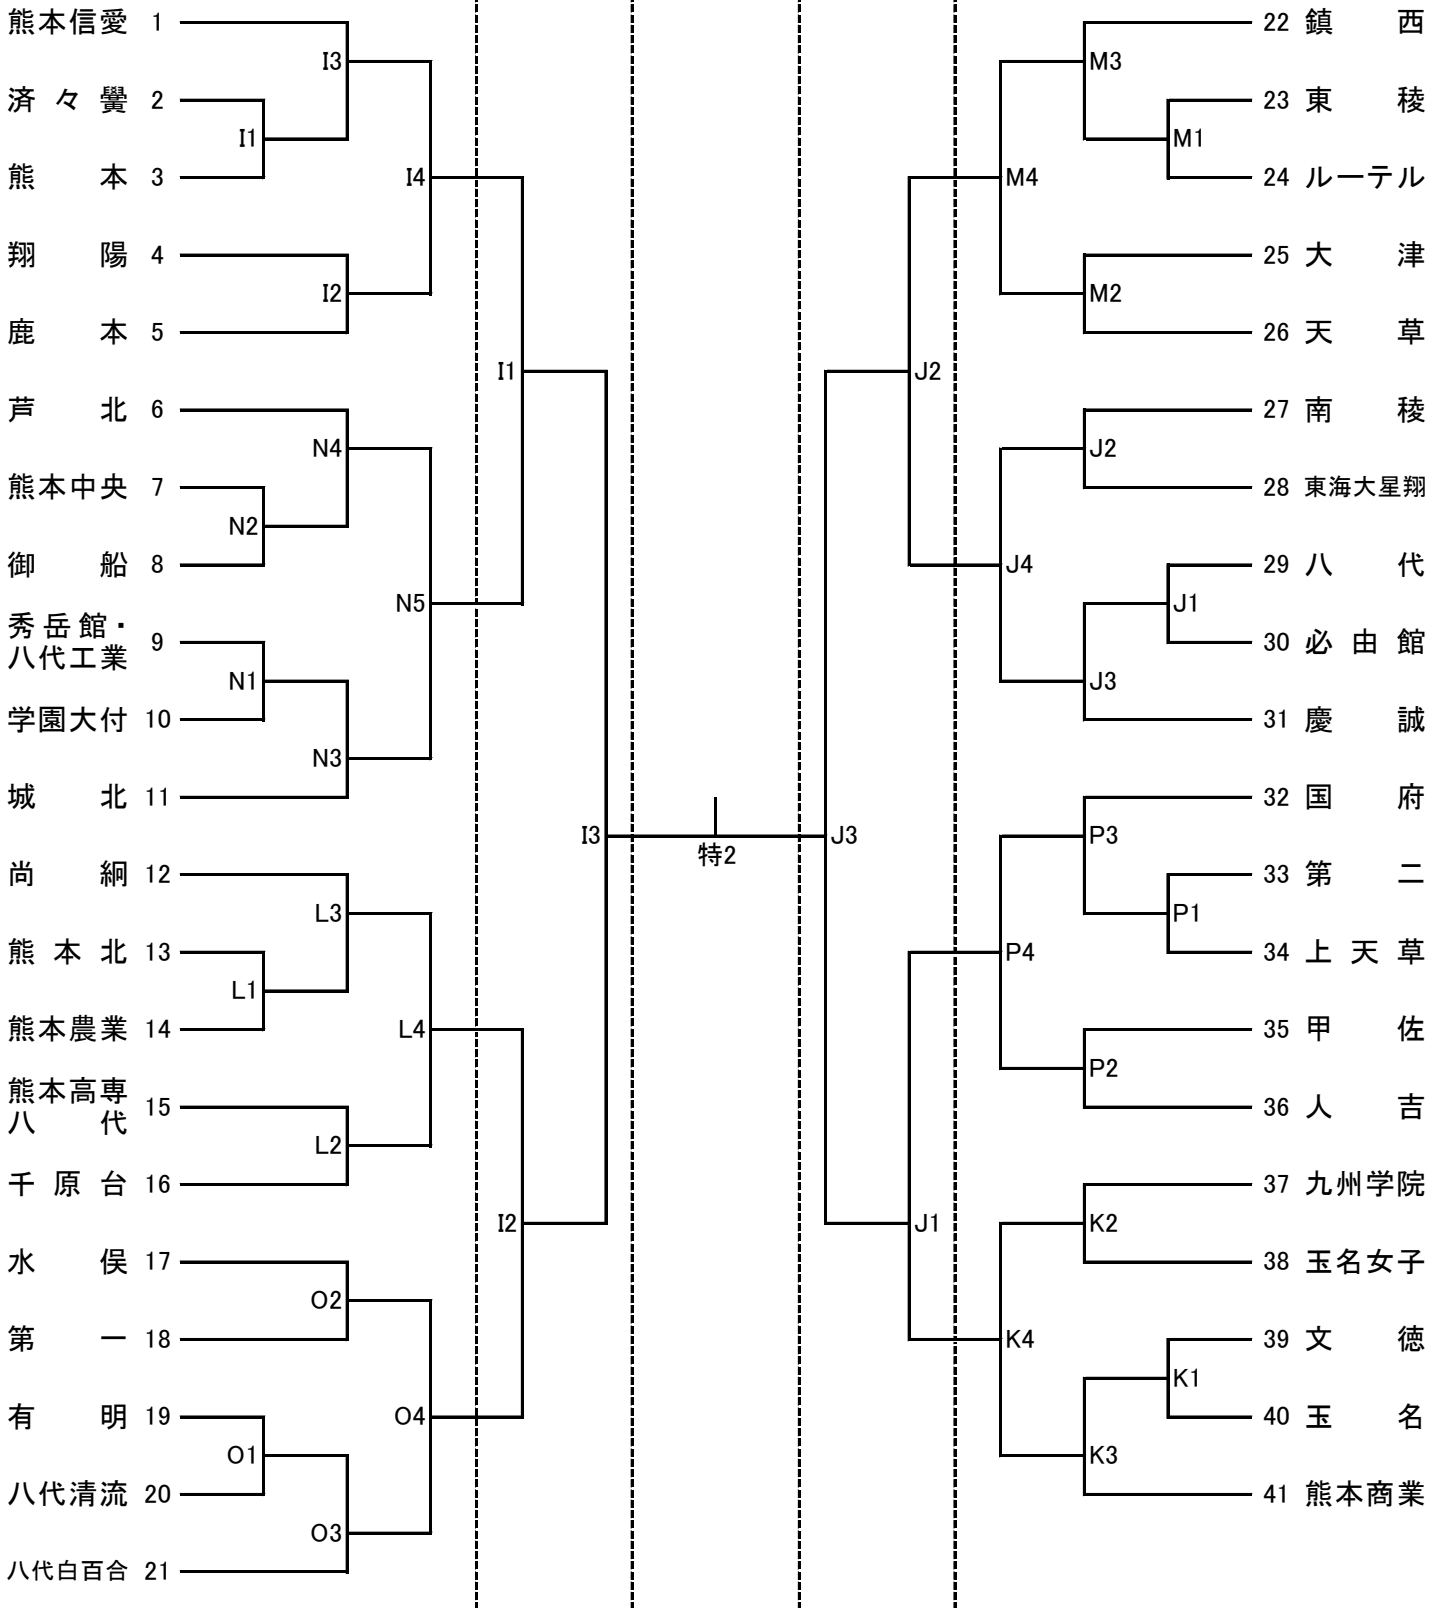 熊本信愛 1
I3
済々黌 2
I1
熊本 3
I4
翔陽 4
I2
鹿本 5
I1
芦北 6
N4
熊本中央 7
N2
御船 8
N5
秀岳館・
八代工業 9
N1
学園大付 10
N3
城北 11
I3
尚絅 12
L3
熊本北 13
L1
熊本農業 14
L4
熊本高専
八代 15
L2
千原台 16
I2
水俣 17
O2
第一 18
有明 19
O4
O1
八代清流 20
O3
八代白百合 21
特2
22 鎮西
M3
23 東稜
M1
24 ルーテル
M4
25 大津
M2
26 天草
J2
27 南稜
J2
28 東海大星翔
29 八代
J4
J1
30 必由館
J3
31 慶誠
32 国府
J3
P3
33 第二
P1
34 上天草
P4
35 甲佐
P2
36 人吉
37 九州学院
J1
K2
38 玉名女子
39 文徳
K4
K1
40 玉名
K3
41 熊本商業